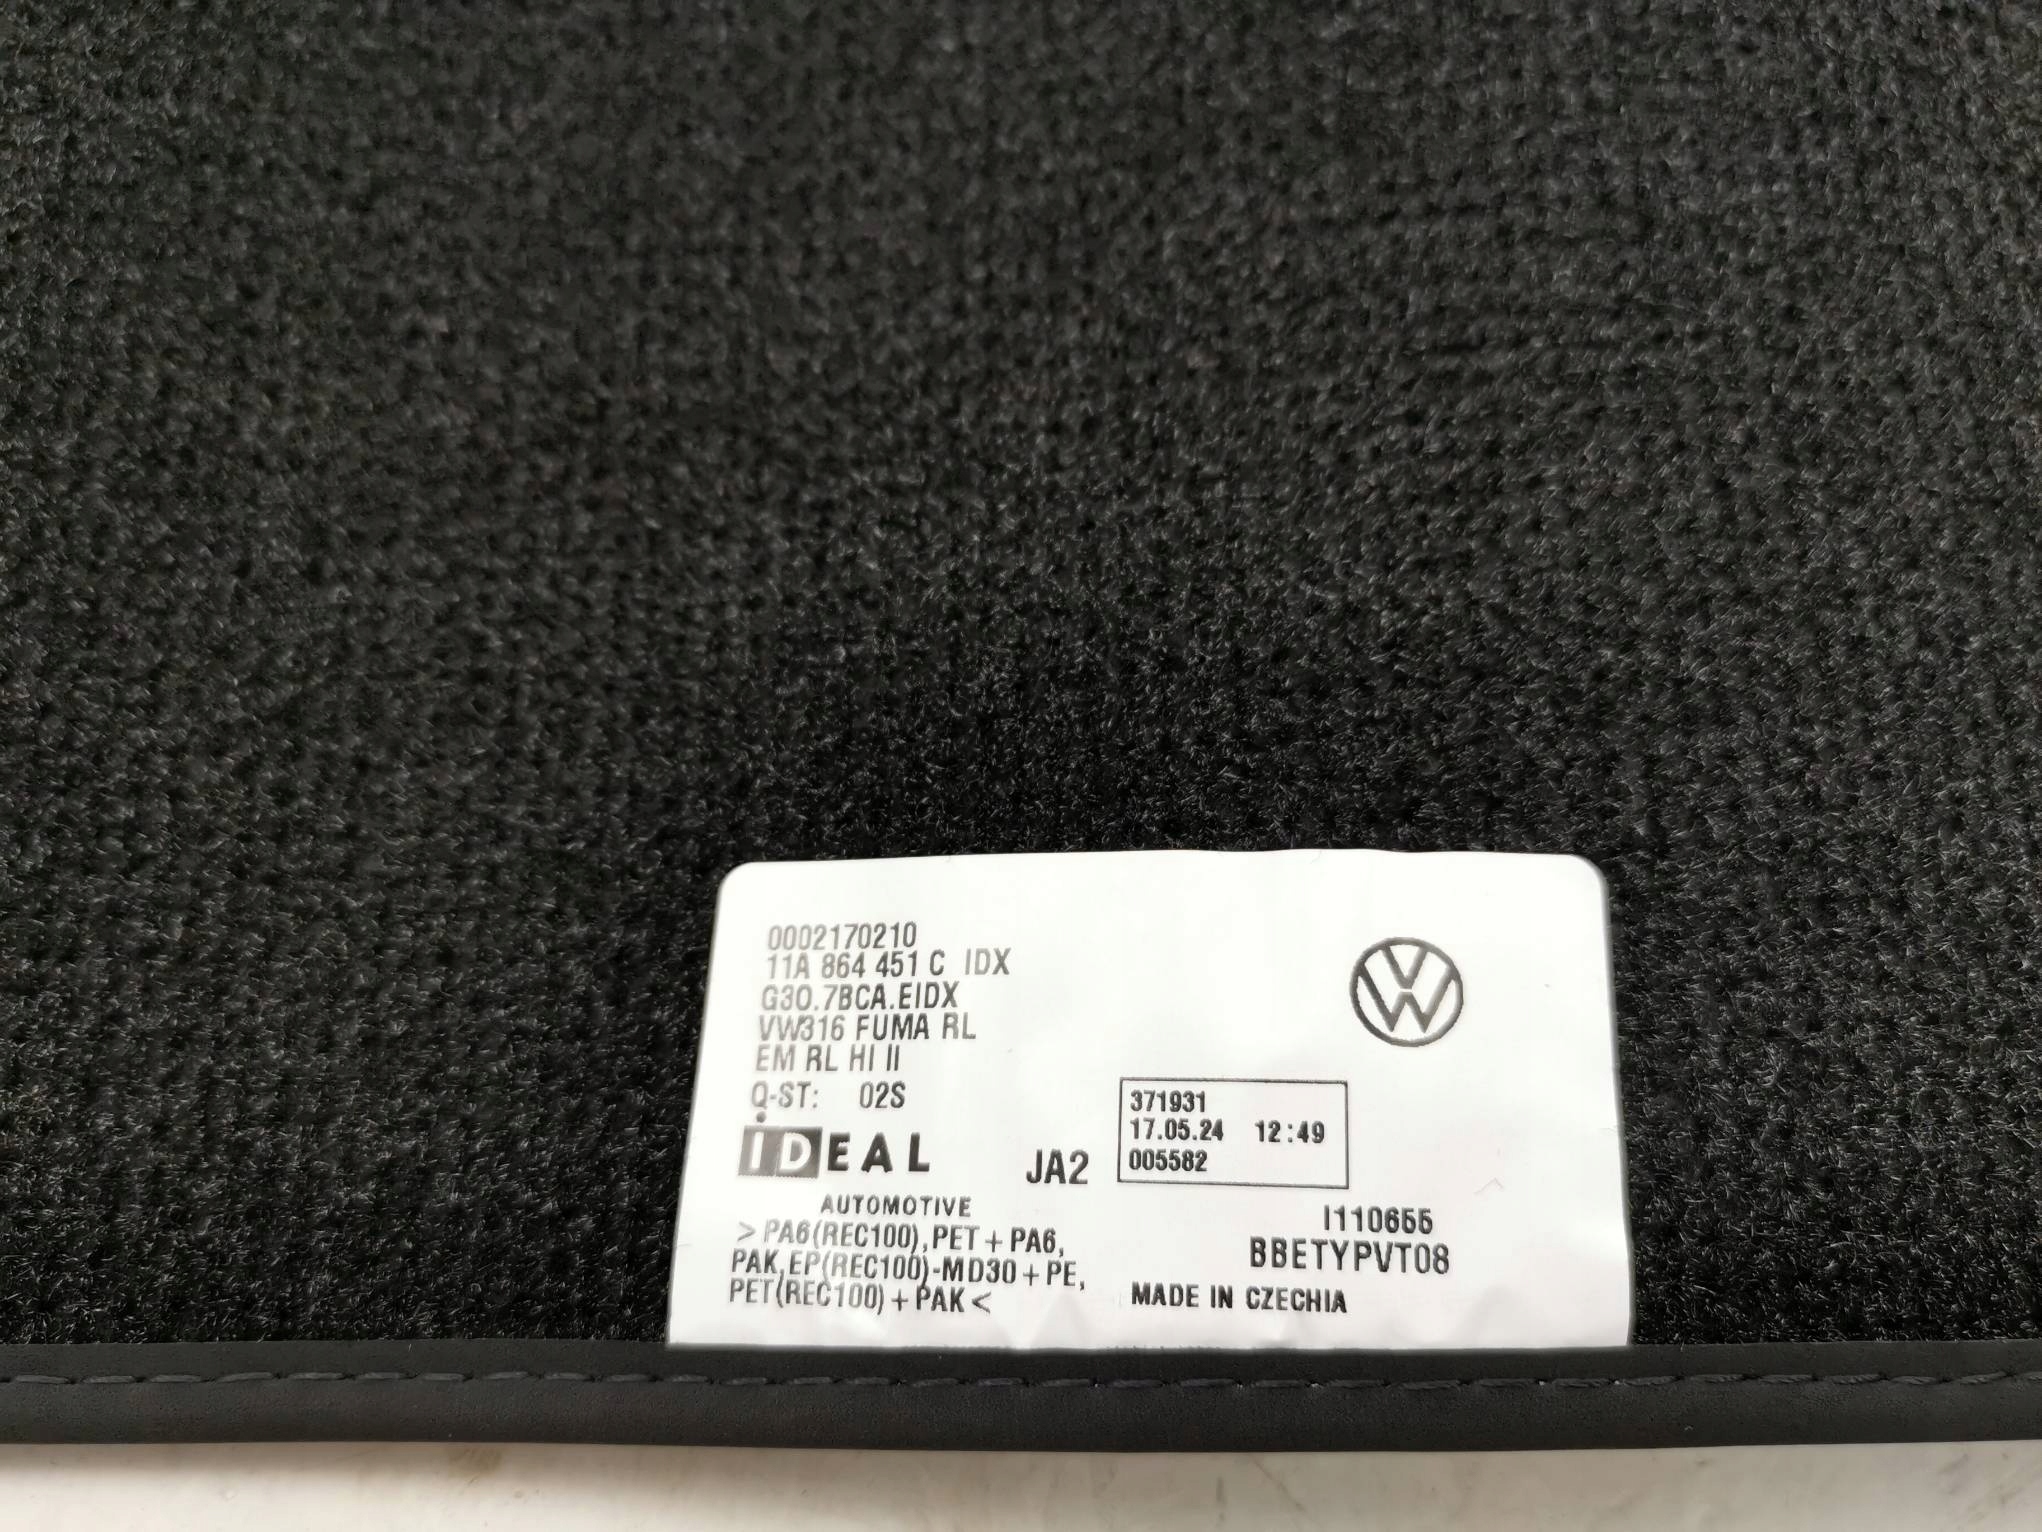 0002170210
11A 864 451 C IDX
G30.7BCA.EIDX
VW316 FUMA RL
EM RL HI II
Q-ST: 02S
IDEAL
AUTOMOTIVE
JA2
371931
17.05.24 12:49
005582
>PA6(REC100),PET+PA6,
PAK,EP(REC100)-MD30+PE,
PET(REC100)+PAK<
I110655
BBETYPVT08
MADE IN CZECHIA